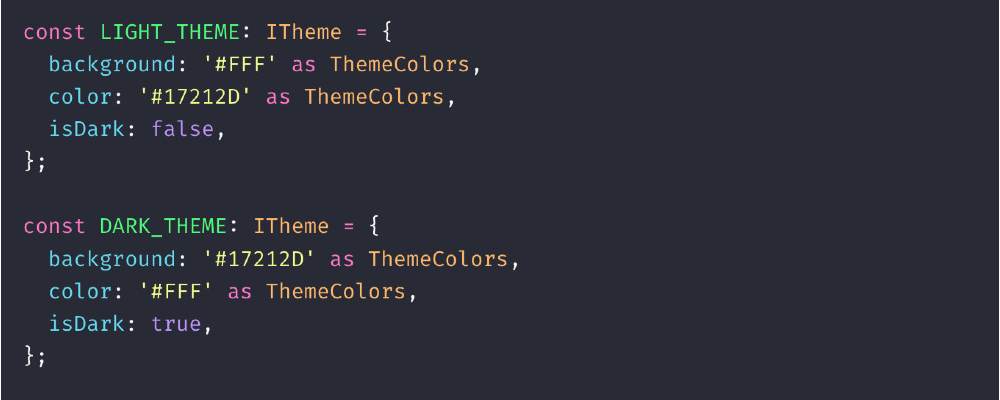 const LIGHT_THEME: ITheme = {
  background: '#FFF' as ThemeColors,
  color: '#17212D' as ThemeColors,
  isDark: false,
};

const DARK_THEME: ITheme = {
  background: '#17212D' as ThemeColors,
  color: '#FFF' as ThemeColors,
  isDark: true,
};